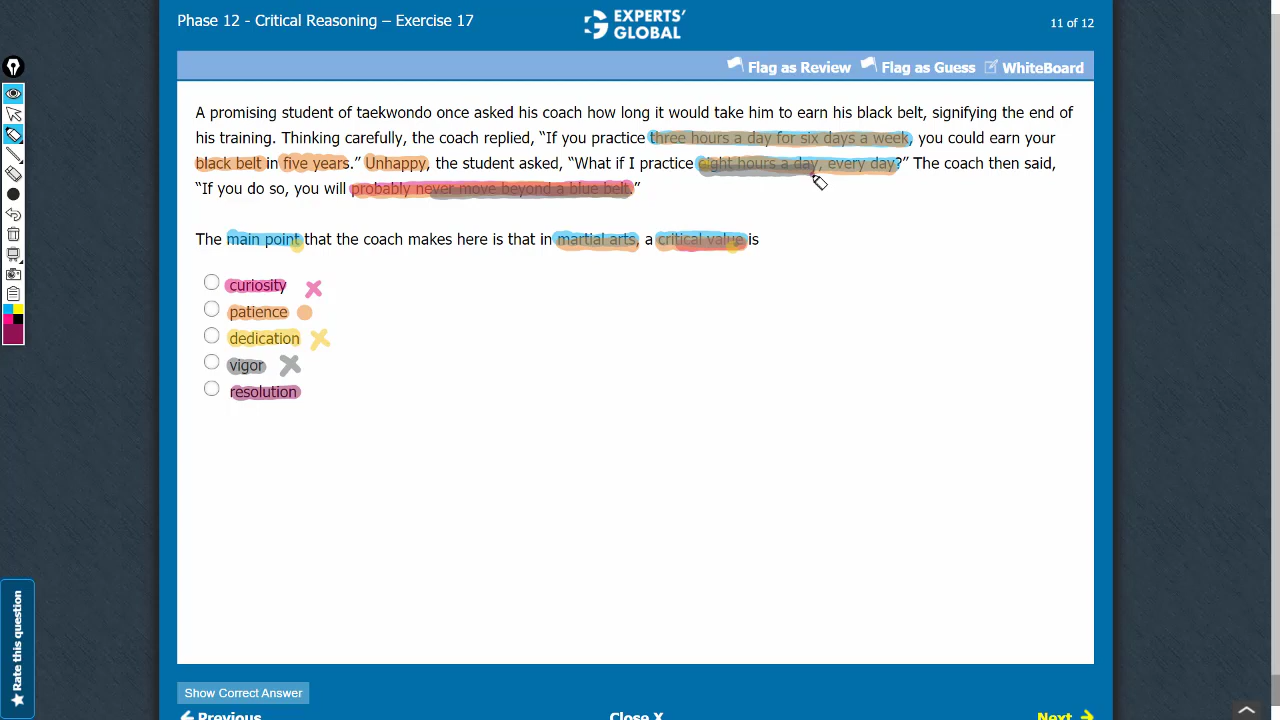 Phase 12 - Critical Reasoning – Exercise 17
EXPERTS’
GLOBAL
11 of 12
Flag as Review
Flag as Guess
WhiteBoard
A promising student of taekwondo once asked his coach how long it would take him to earn his black belt, signifying the end of
his training. Thinking carefully, the coach replied, “If you practice three hours a day for six days a week, you could earn your
black belt in five years.” Unhappy, the student asked, “What if I practice eight hours a day, every day?” The coach then said,
“If you do so, you will probably never move beyond a blue belt.”
The main point that the coach makes here is that in martial arts, a critical value is
curiosity
patience
dedication
vigor
resolution
Rate this question
Show Correct Answer
Previous
Close X
Next